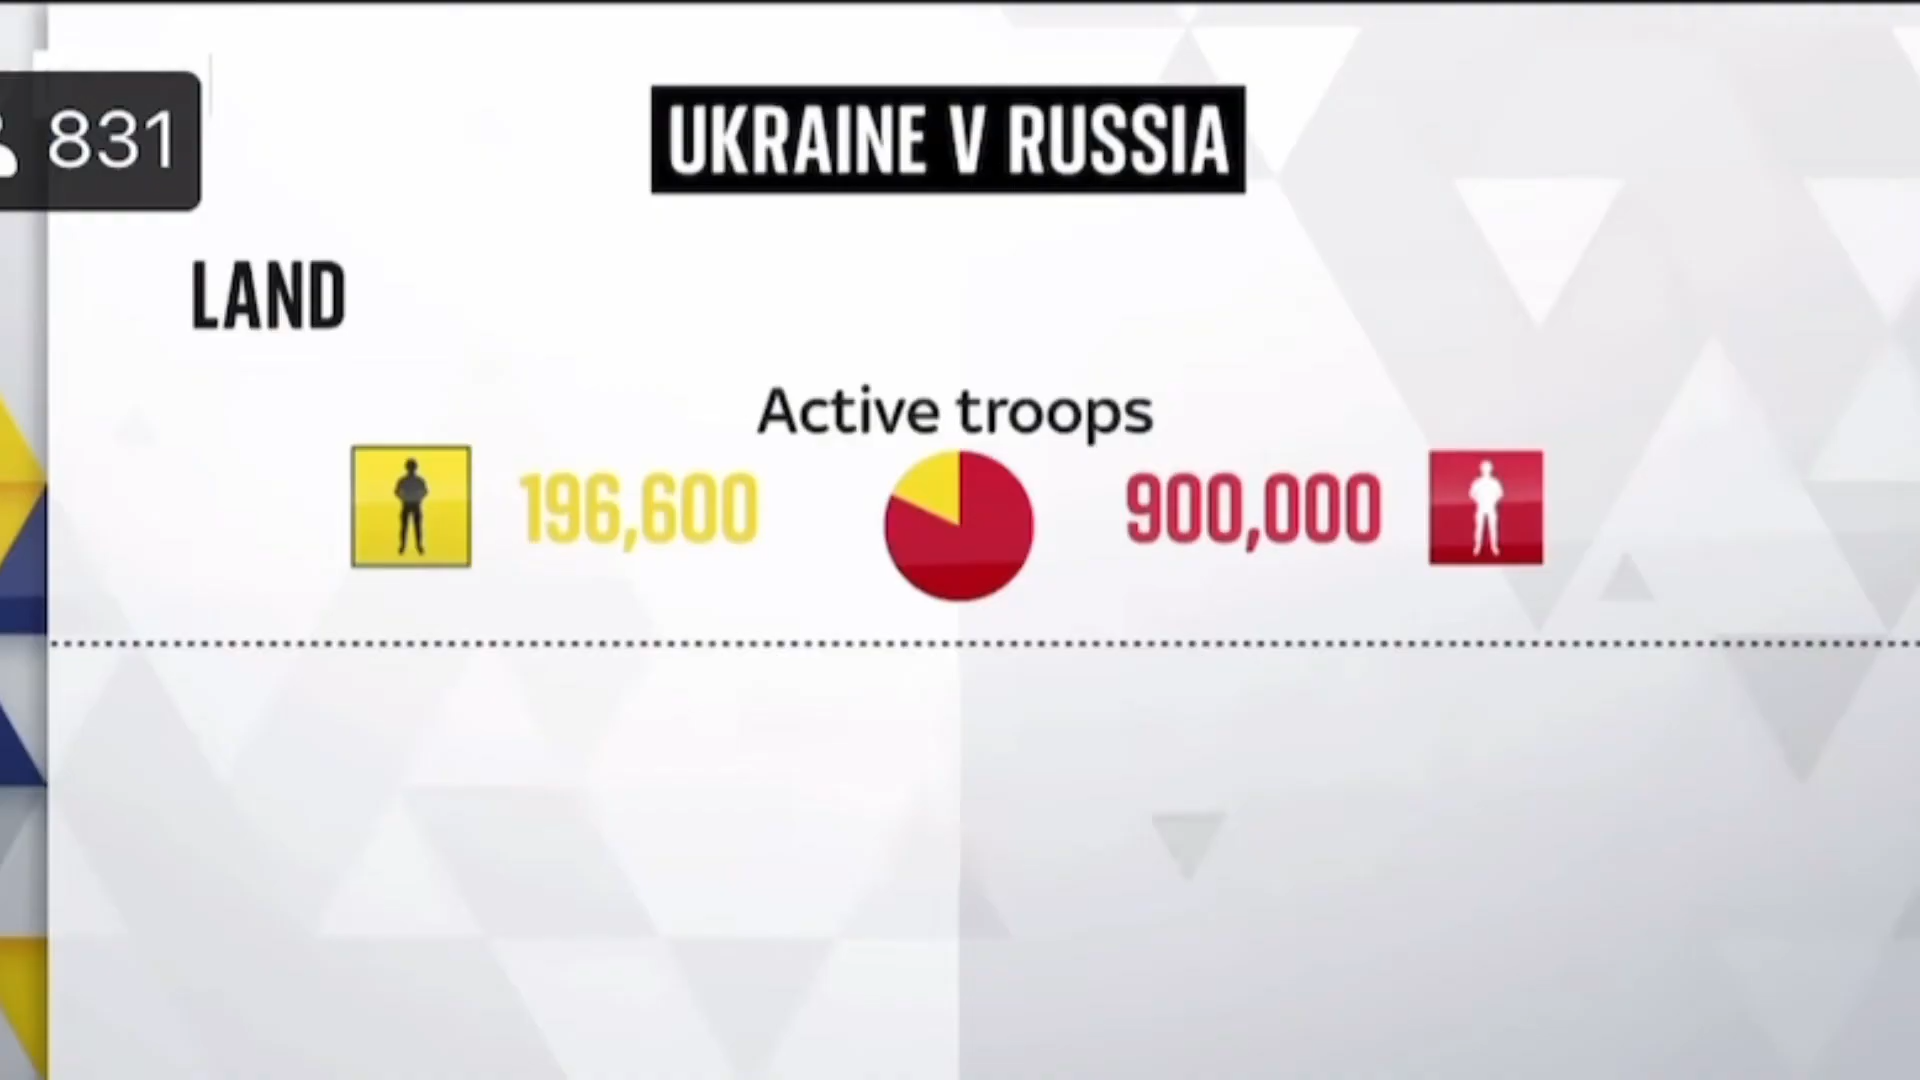 831
UKRAINE V RUSSIA
LAND
Active troops
196,600
900,000